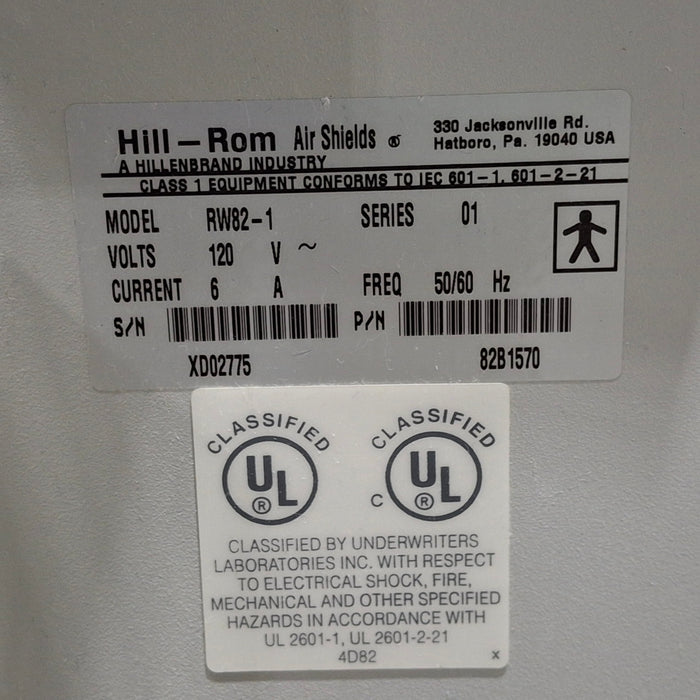 Hill-Rom Air Shields ® 330 Jacksonville Rd.
A HILLENBRAND INDUSTRY Hatboro, Pa. 19040 USA
CLASS 1 EQUIPMENT CONFORMS TO IEC 601-1, 601-2-21
MODEL RW82-1 SERIES 01
VOLTS 120 V ~
CURRENT 6 A FREQ 50/60 Hz
S/N P/N
XD02775 82B1570
CLASSIFIED CLASSIFIED
UL ® C UL ®
CLASSIFIED BY UNDERWRITERS
LABORATORIES INC. WITH RESPECT
TO ELECTRICAL SHOCK, FIRE,
MECHANICAL AND OTHER SPECIFIED
HAZARDS IN ACCORDANCE WITH
UL 2601-1, UL 2601-2-21
4D82 x